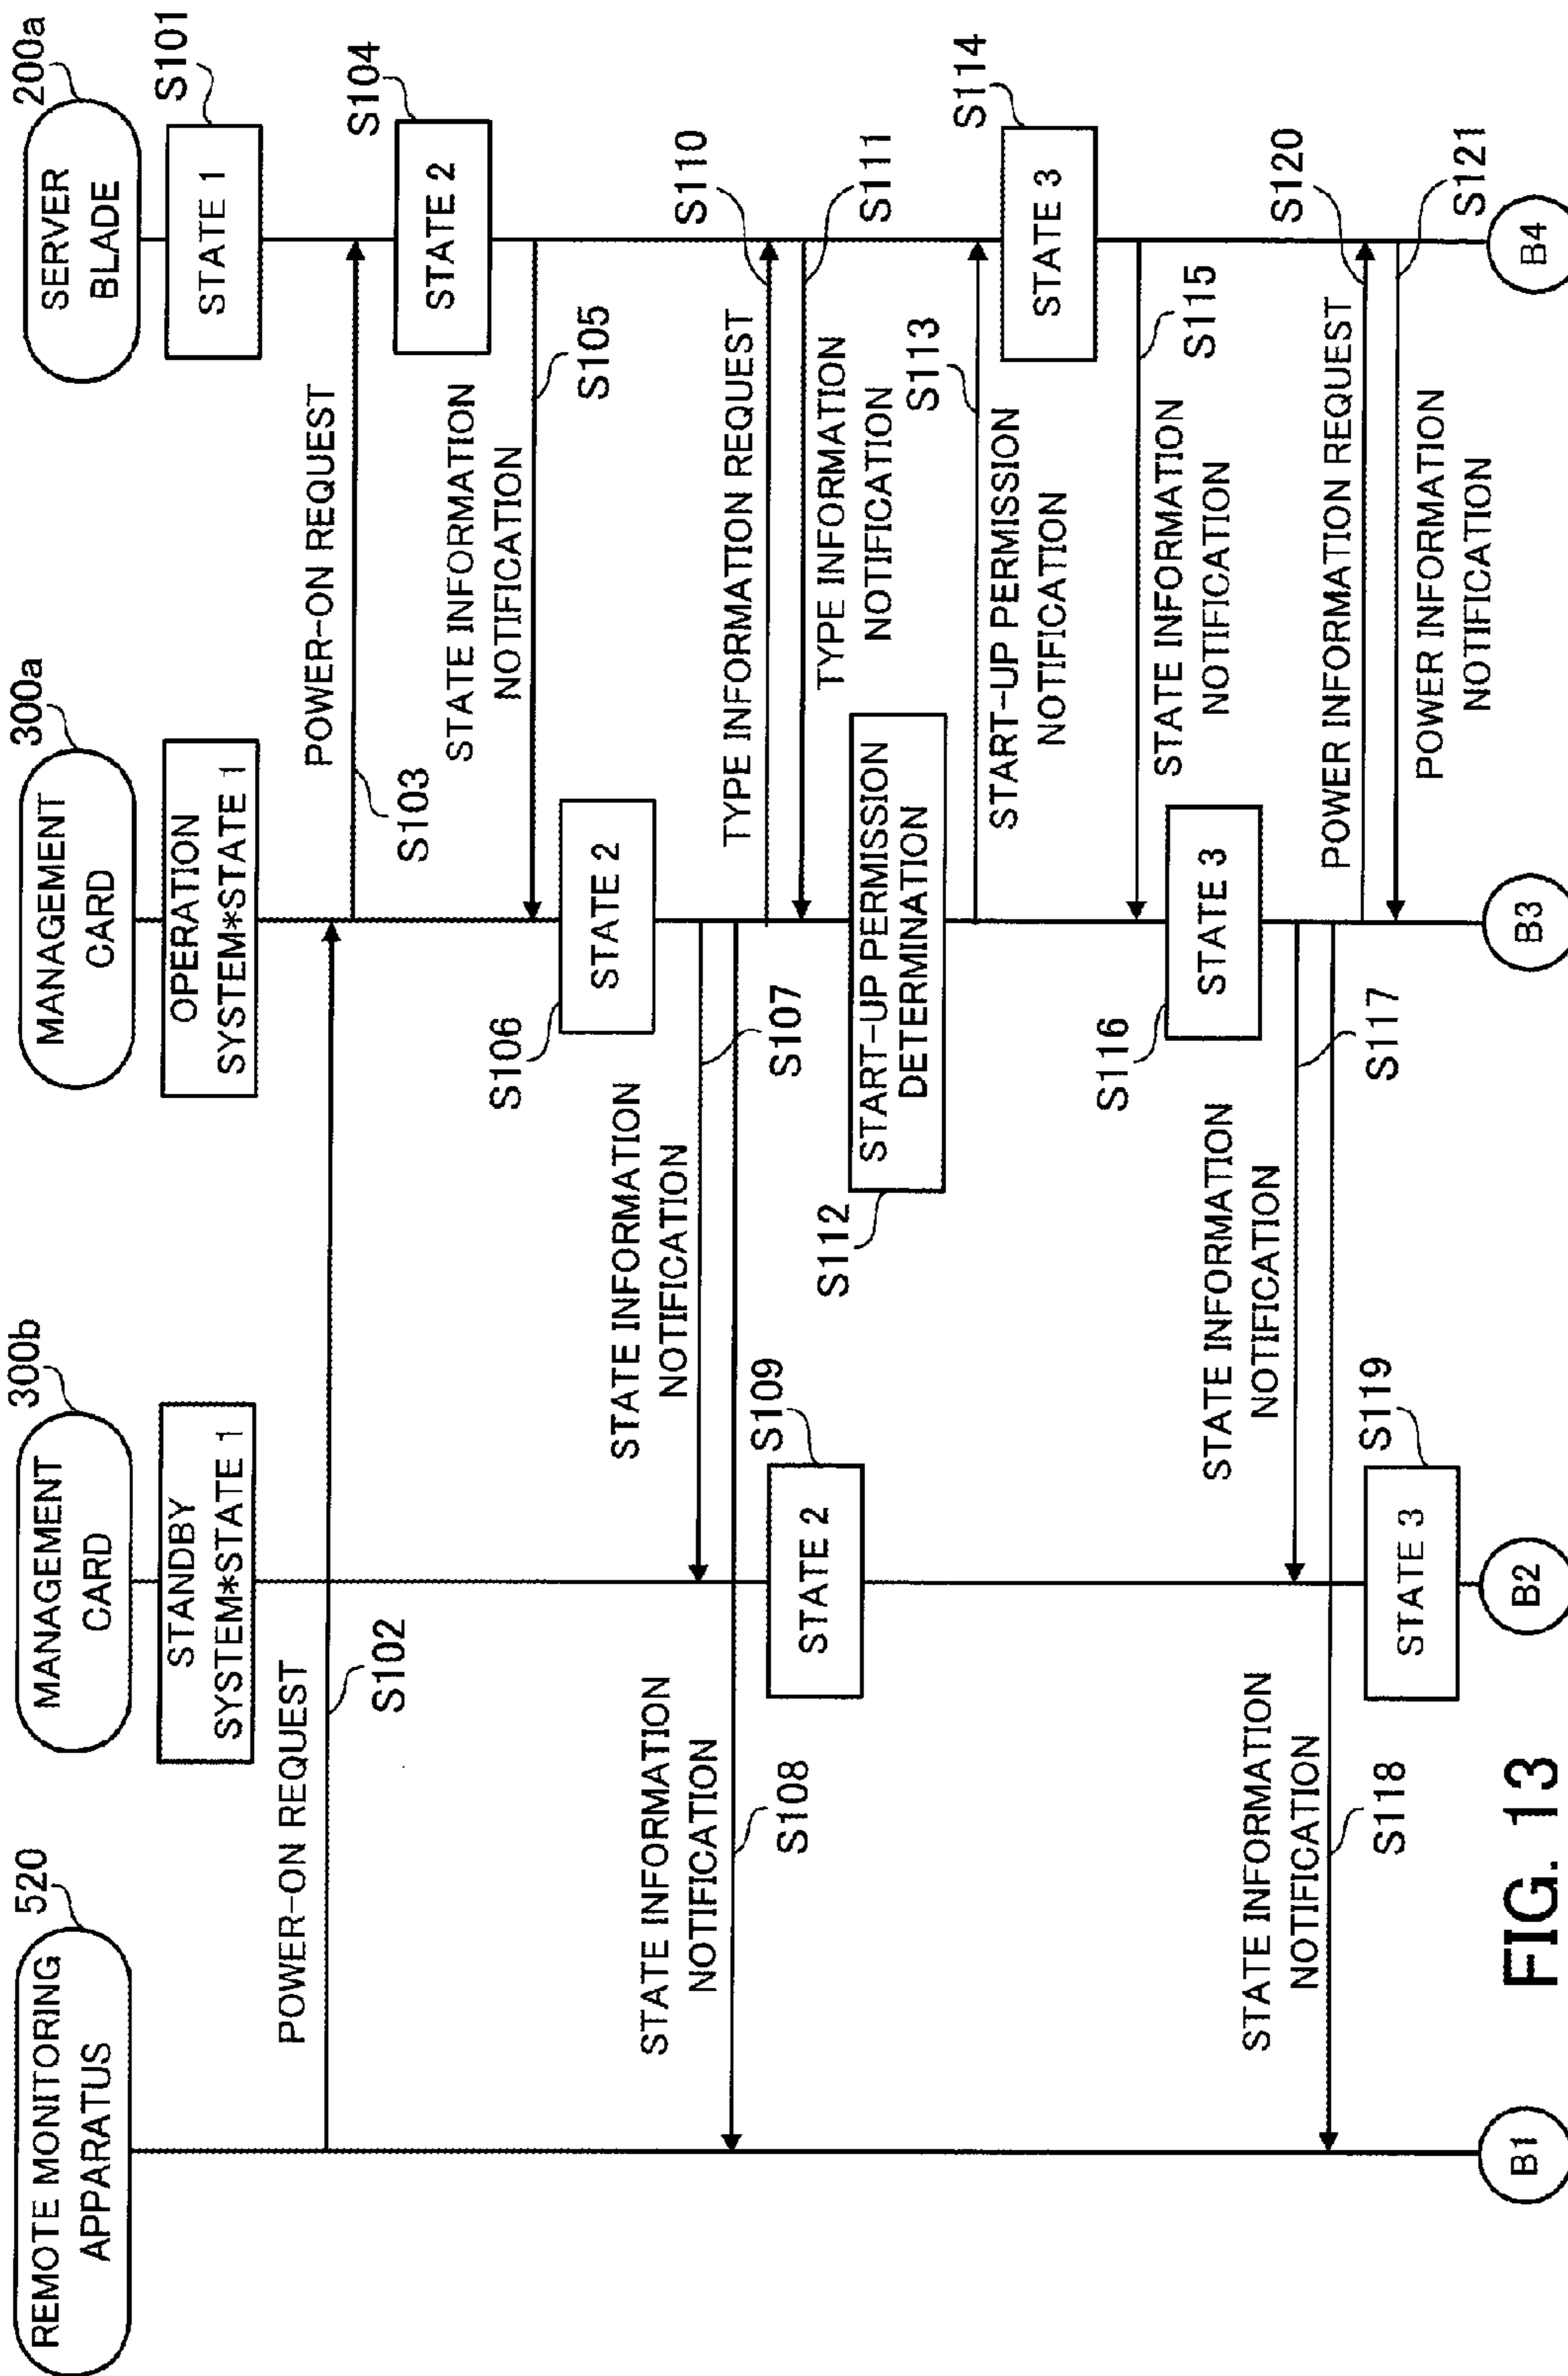 REMOTE MONITORING
APPARATUS
520
MANAGEMENT
CARD
300b
MANAGEMENT
CARD
300a
SERVER
BLADE
200a
STANDBY
SYSTEM*STATE 1
OPERATION
SYSTEM*STATE 1
STATE 1
S101
POWER-ON REQUEST
S102
POWER-ON REQUEST
S103
STATE 2
S104
STATE INFORMATION
NOTIFICATION
S105
STATE 2
S106
STATE INFORMATION
NOTIFICATION
S107
STATE INFORMATION
NOTIFICATION
S108
STATE 2
S109
TYPE INFORMATION REQUEST
S110
TYPE INFORMATION
NOTIFICATION
S111
START-UP PERMISSION
DETERMINATION
S112
START-UP PERMISSION
NOTIFICATION
S113
STATE 3
S114
STATE INFORMATION
NOTIFICATION
S115
STATE 3
S116
STATE INFORMATION
NOTIFICATION
S117
STATE INFORMATION
NOTIFICATION
S118
STATE 3
S119
POWER INFORMATION REQUEST
S120
POWER INFORMATION
NOTIFICATION
S121
B1
B2
B3
B4
FIG. 13